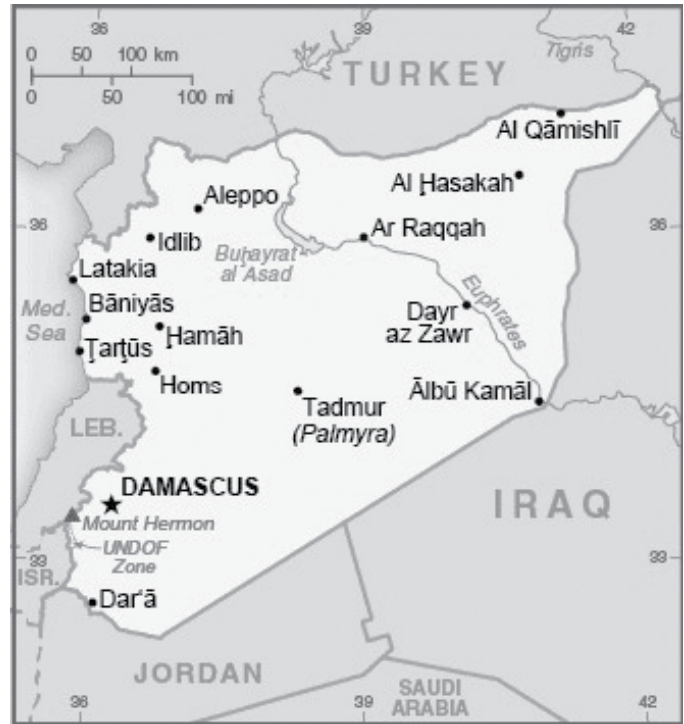 36
39
42
0 50 100 km
0 50 100 mi
Tigris
TURKEY
Al Qāmishlī
Al Ḩasakah
Aleppo
36
36
Idlib
Ar Raqqah
Buḩayrat
al Asad
Latakia
Euphrates
Med.
Sea
Bāniyās
Ḩamāh
Dayr
az Zawr
Ţarţūs
Homs
Tadmur
(Palmyra)
Ālbū Kamāl
LEB.
DAMASCUS
IRAQ
Mount Hermon
UNDOF
Zone
33
33
ISR.
Dar'ā
JORDAN
SAUDI
ARABIA
36
39
42